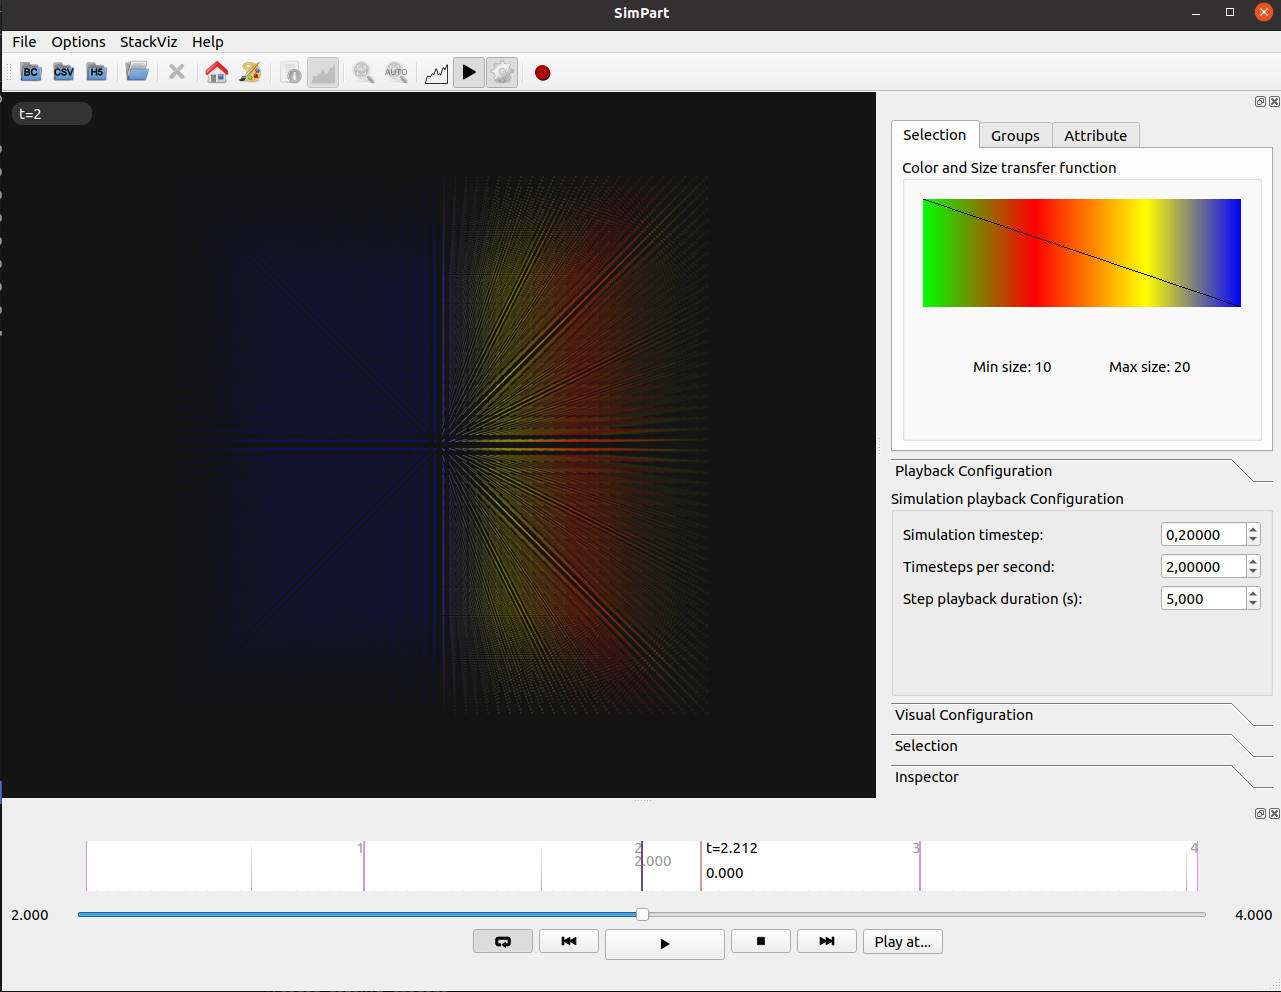 SimPart
File Options StackViz Help
BC CSV H5 AUTO
t=2
Selection Groups Attribute
Color and Size transfer function
Min size: 10 Max size: 20
Playback Configuration
Simulation playback Configuration
Simulation timestep: 0,20000
Timesteps per second: 2,00000
Step playback duration (s): 5,000
Visual Configuration
Selection
Inspector
1 2 t=2.212 3 4
2.000
0.000
2.000 4.000
Play at...